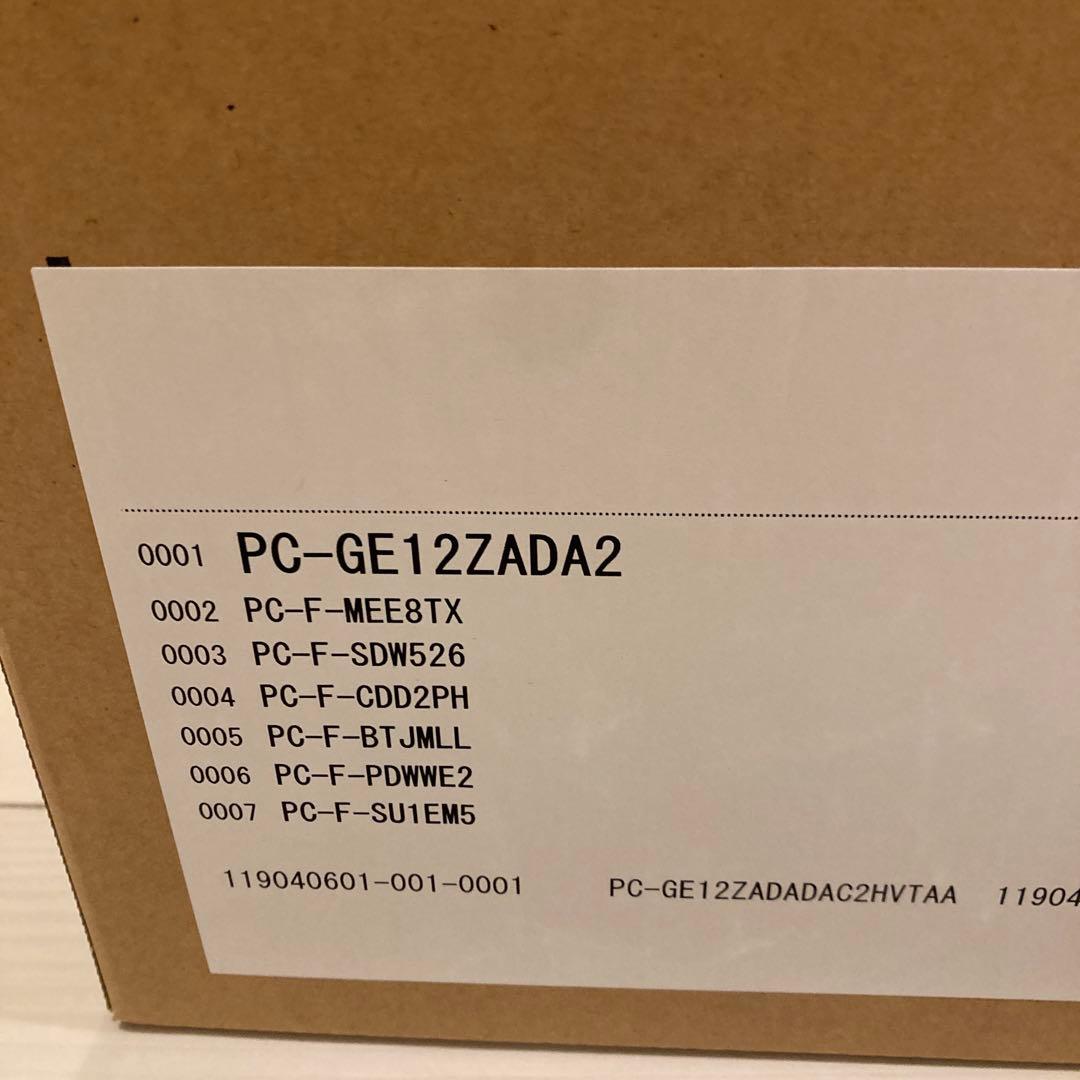 0001 PC-GE12ZADA2
0002 PC-F-MEE8TX
0003 PC-F-SDW526
0004 PC-F-CDD2PH
0005 PC-F-BTJMLL
0006 PC-F-PDWWE2
0007 PC-F-SU1EM5
119040601-001-0001 PC-GE12ZADADAC2HVTAA 11904